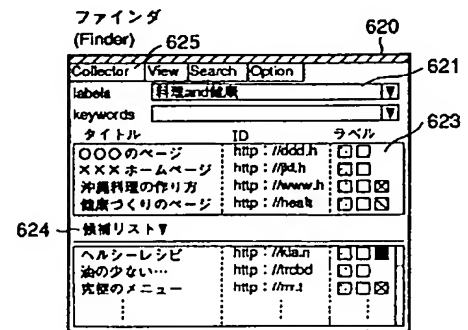 ファインダ
(Finder)
625
620
Collector View Search Option
621
labels 料理and健康
keywords
タイトル ID ラベル
623
〇〇〇のページ http://ddd.h
×××ホームページ http://jkl.h
沖縄料理の作り方 http://www.h
健康づくりのページ http://healt
624 候補リスト▼
ヘルシーレシピ http://kla.n
油の少ない… http://trcbd
究極のメニュー http://rrr.t